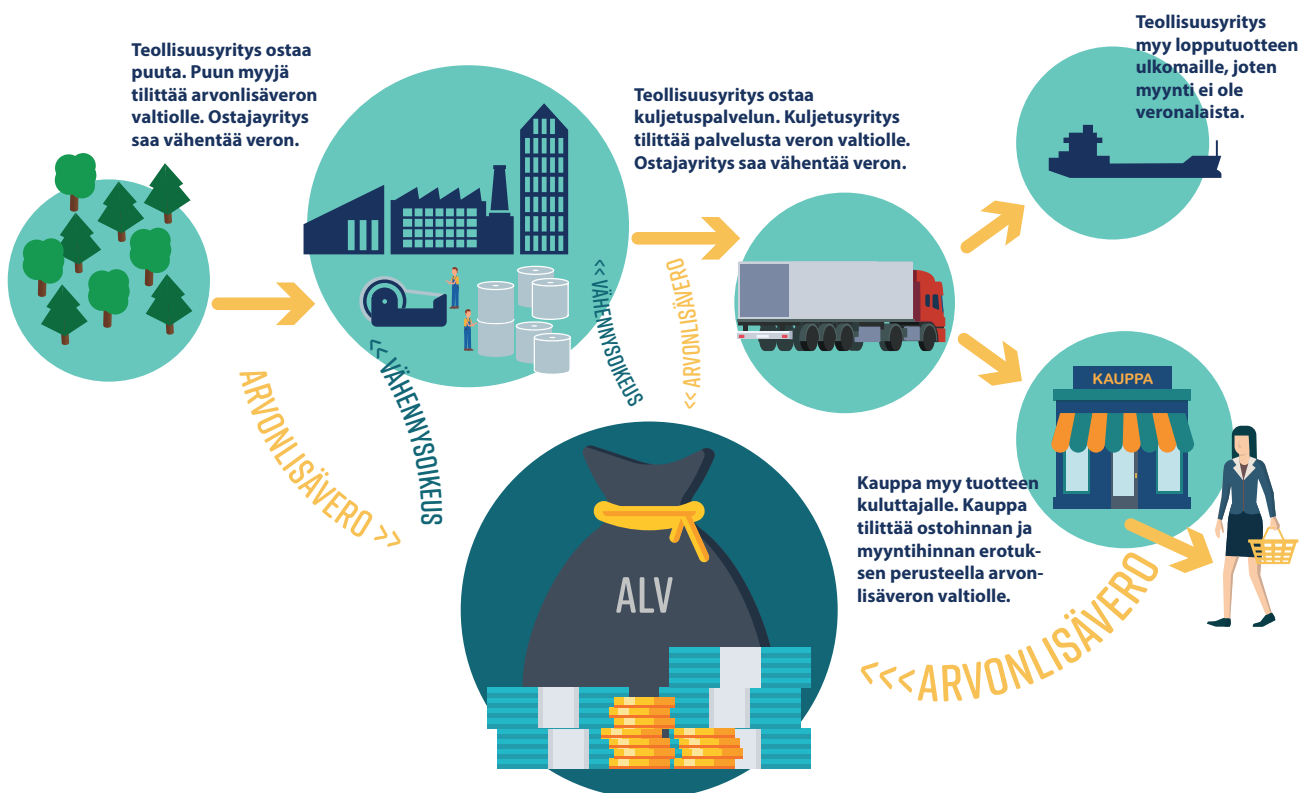 Teollisuusyritys ostaa
puuta. Puun myyjä
tilittää arvonlisäveron
valtiolle. Ostajayritys
saa vähentää veron.
Teollisuusyritys ostaa
kuljetuspalvelun. Kuljetusyritys
tilittää palvelusta veron valtiolle.
Ostajayritys saa vähentää veron.
Teollisuusyritys
myy lopputuotteen
ulkomaille, joten
myynti ei ole
veronalaista.
ARVONLISÄVERO >>
<< VÄHENNYSOIKEUS
<< VÄHENNYSOIKEUS
<< ARVONLISÄVERO
KAUPPA
Kauppa myy tuotteen
kuluttajalle. Kauppa
tilittää ostohinnan ja
myyntihinnan erotuk-
sen perusteella arvon-
lisäveron valtiolle.
<<<ARVONLISÄVERO
ALV